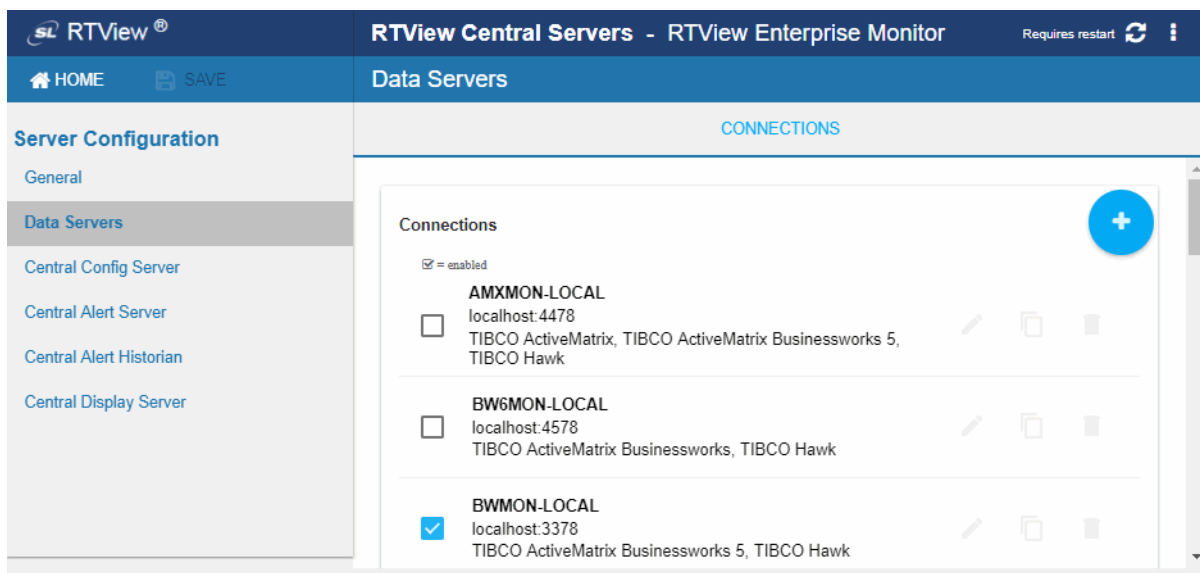 SL RTView ®
RTView Central Servers - RTView Enterprise Monitor
Requires restart
HOME
SAVE
Data Servers
Server Configuration
General
Data Servers
Central Config Server
Central Alert Server
Central Alert Historian
Central Display Server
CONNECTIONS
Connections
+
☑ = enabled
AMXMON-LOCAL
localhost:4478
TIBCO ActiveMatrix, TIBCO ActiveMatrix Businessworks 5,
TIBCO Hawk
BW6MON-LOCAL
localhost:4578
TIBCO ActiveMatrix Businessworks, TIBCO Hawk
BWMON-LOCAL
localhost:3378
TIBCO ActiveMatrix Businessworks 5, TIBCO Hawk